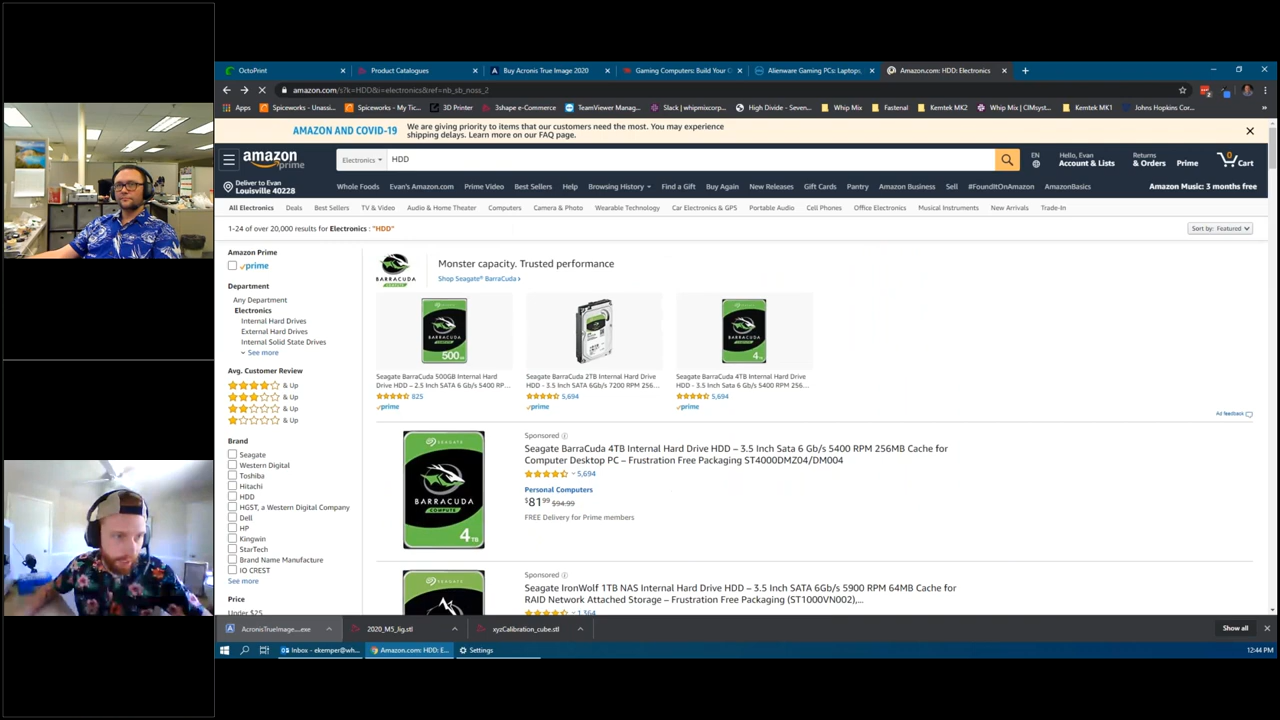 OctoPrint × Product Catalogues × Buy Acronis True Image 2020 × Gaming Computers: Build Your C × Alienware Gaming PCs: Laptops, × Amazon.com: HDD: Electronics × +
amazon.com/s?k=HDD&i=electronics&ref=nb_sb_noss_2
Apps Spiceworks - Unassi... Spiceworks - My Tic... 3D Printer 3shape e-Commerce TeamViewer Manag... Slack | whipmixcorp... High Divide - Seven... Whip Mix Fastenal Kemtek MK2 Whip Mix | CIMsyst... Kemtek MK1 Johns Hopkins Cor...
AMAZON AND COVID-19 We are giving priority to items that our customers need the most. You may experience
shipping delays. Learn more on our FAQ page.
amazon prime Electronics HDD EN Hello, Evan Account & Lists Returns & Orders Prime 0 Cart
Deliver to Evan
Louisville 40228
Whole Foods Evan's Amazon.com Prime Video Best Sellers Help Browsing History Find a Gift Buy Again New Releases Gift Cards Pantry Amazon Business Sell #FoundItOnAmazon AmazonBasics Amazon Music: 3 months free
All Electronics Deals Best Sellers TV & Video Audio & Home Theater Computers Camera & Photo Wearable Technology Car Electronics & GPS Portable Audio Cell Phones Office Electronics Musical Instruments New Arrivals Trade-In
1-24 of over 20,000 results for Electronics : "HDD" Sort by: Featured
Amazon Prime
prime
Department
Any Department
Electronics
Internal Hard Drives
External Hard Drives
Internal Solid State Drives
See more
Avg. Customer Review
& Up
& Up
& Up
& Up
Brand
Seagate
Western Digital
Toshiba
Hitachi
HDD
HGST, a Western Digital Company
Dell
HP
Kingwin
StarTech
Brand Name Manufacture
IO CREST
See more
Price
Under $25
BARRACUDA
COMPUTE
Monster capacity. Trusted performance
Shop Seagate® BarraCuda ›
Seagate BarraCuda 500GB Internal Hard
Drive HDD – 2.5 Inch SATA 6 Gb/s 5400 RP...
825
prime
Seagate BarraCuda 2TB Internal Hard Drive
HDD - 3.5 Inch SATA 6Gb/s 7200 RPM 256...
5,694
prime
Seagate BarraCuda 4TB Internal Hard Drive
HDD - 3.5 Inch Sata 6 Gb/s 5400 RPM 256...
5,694
prime
Ad feedback
SEAGATE
BARRACUDA
COMPUTE
4TB
Sponsored
Seagate BarraCuda 4TB Internal Hard Drive HDD – 3.5 Inch Sata 6 Gb/s 5400 RPM 256MB Cache for
Computer Desktop PC – Frustration Free Packaging ST4000DMZ04/DM004
5,694
Personal Computers
$81.99 $94.99
FREE Delivery for Prime members
SEAGATE
Sponsored
Seagate IronWolf 1TB NAS Internal Hard Drive HDD – 3.5 Inch SATA 6Gb/s 5900 RPM 64MB Cache for
RAID Network Attached Storage – Frustration Free Packaging (ST1000VN002),...
1,364
AcronisTrueImage....exe 2020_M5_Jig.stl xyzCalibration_cube.stl Show all
Inbox - ekemper@wh... Amazon.com: HDD: E... Settings 12:44 PM